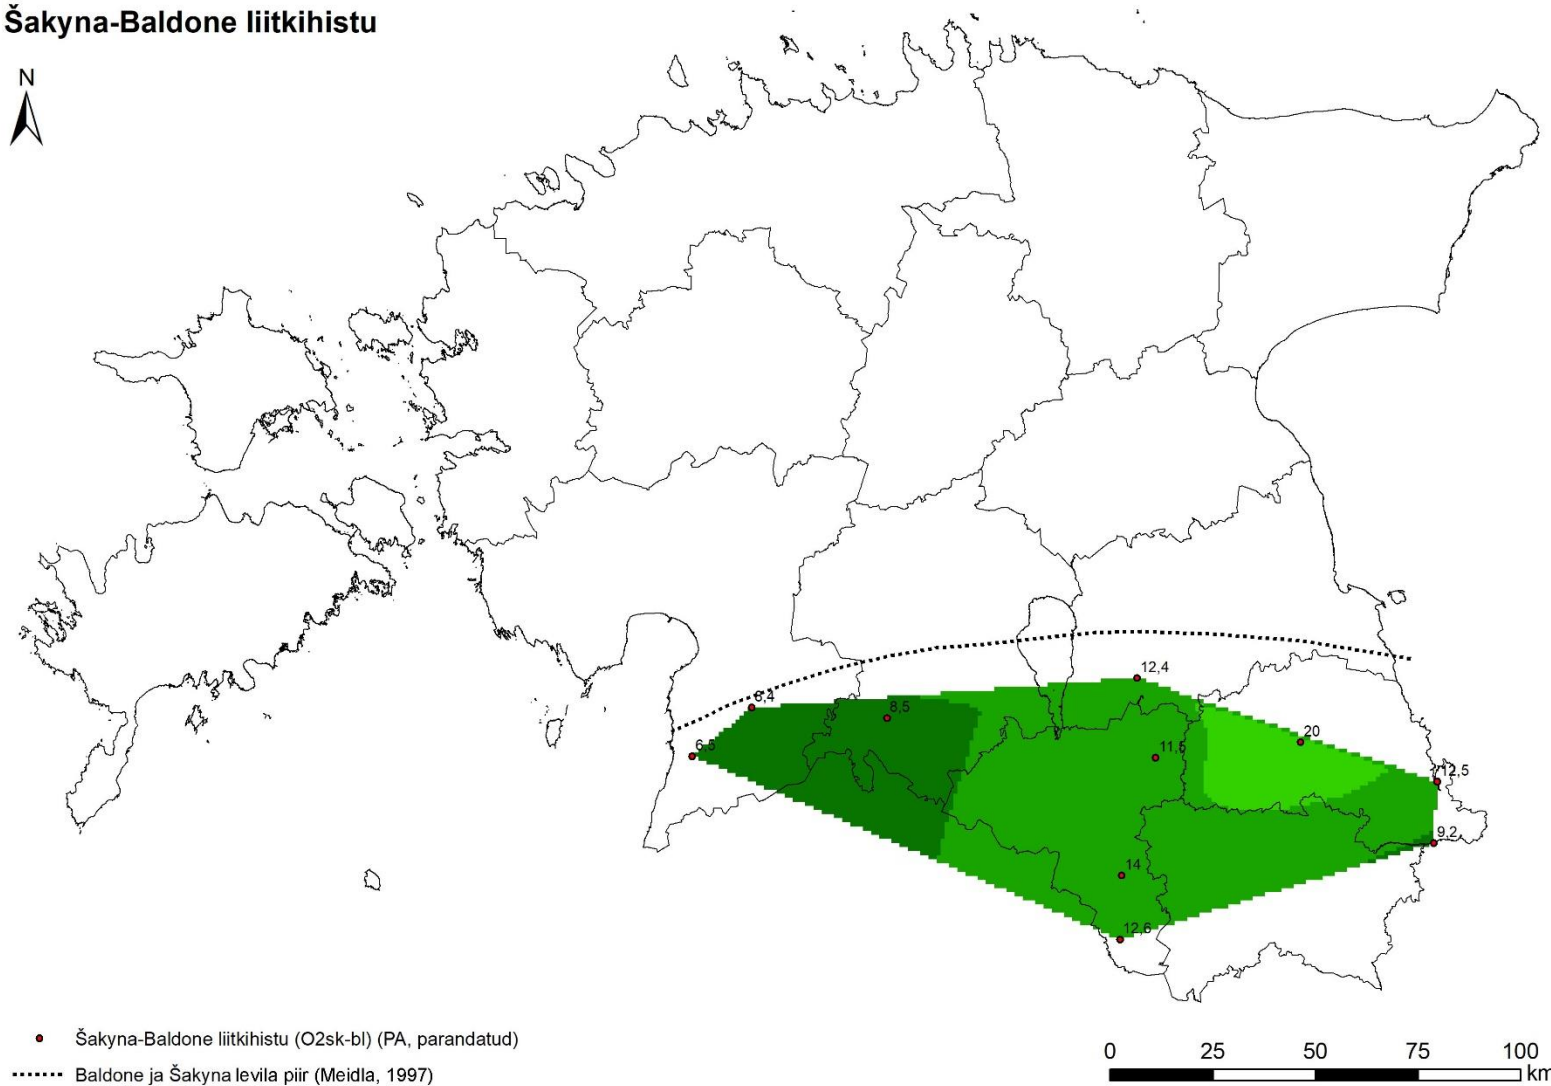 Šakyna-Baldone liitkihistu
N
12,4
6,4
8,5
20
6,5
11,5
12,5
9,2
14
12,6
Šakyna-Baldone liitkihistu (O2sk-bl) (PA, parandatud)
Baldone ja Šakyna levila piir (Meidla, 1997)
0 25 50 75 100
km